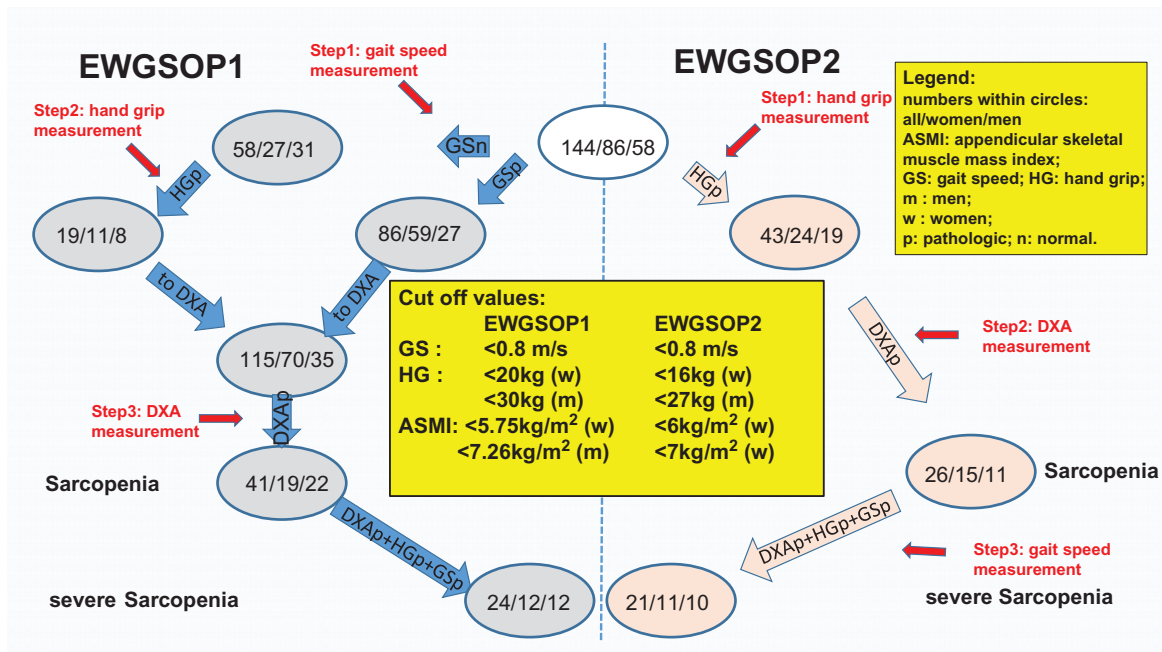 EWGSOP1
Step1: gait speed
measurement
EWGSOP2
Step2: hand grip
measurement
Step1: hand grip
measurement
Legend:
numbers within circles:
all/women/men
ASMI: appendicular skeletal
muscle mass index;
GS: gait speed; HG: hand grip;
m : men;
w : women;
p: pathologic; n: normal.
58/27/31
GSn
144/86/58
HGp
GSp
HGp
19/11/8
86/59/27
43/24/19
to DXA
to DXA
Cut off values:
EWGSOP1 EWGSOP2
GS : <0.8 m/s <0.8 m/s
HG : <20kg (w) <16kg (w)
<30kg (m) <27kg (m)
ASMI: <5.75kg/m² (w) <6kg/m² (w)
<7.26kg/m² (m) <7kg/m² (w)
DXAp
Step2: DXA
measurement
115/70/35
Step3: DXA
measurement
DXAp
Sarcopenia
41/19/22
26/15/11
Sarcopenia
DXAp+HGp+GSp
DXAp+HGp+GSp
Step3: gait speed
measurement
severe Sarcopenia
24/12/12
21/11/10
severe Sarcopenia